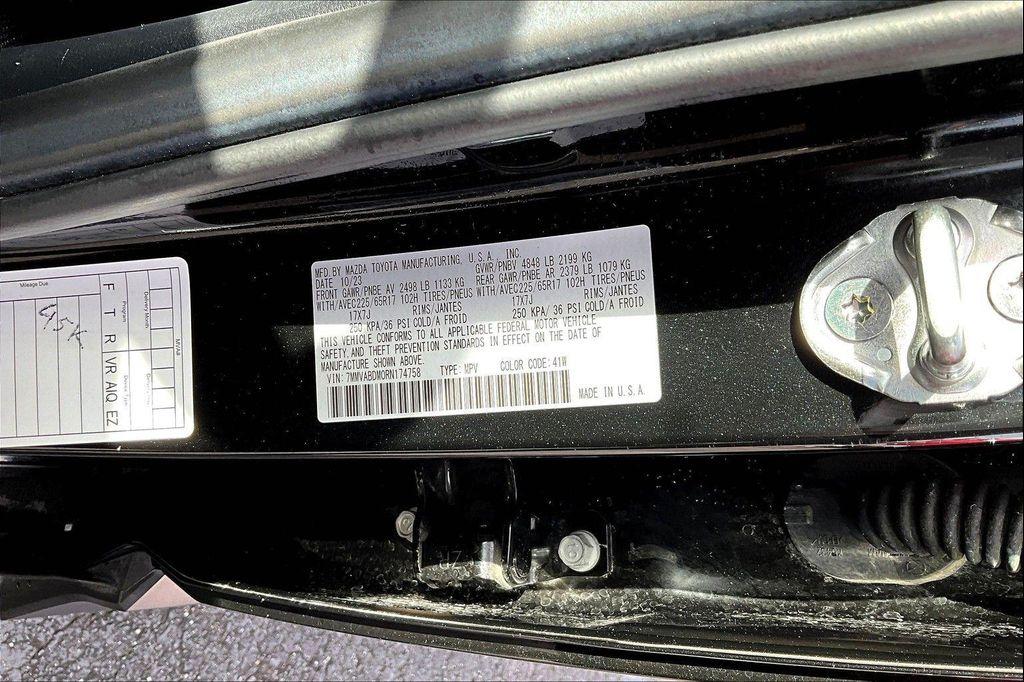 MFD. BY MAZDA TOYOTA MANUFACTURING, U.S.A., INC.
DATE 10/23 GVWR/PNBV 4848 LB 2199 KG
FRONT GAWR/PNBE AV 2498 LB 1133 KG REAR GAWR/PNBE AR 2379 LB 1079 KG
WITH/AVEC225/65R17 102H TIRES/PNEUS WITH/AVEC225/65R17 102H TIRES/PNEUS
17X7J RIMS/JANTES 17X7J RIMS/JANTES
250 KPA/ 36 PSI COLD/A FROID 250 KPA/ 36 PSI COLD/A FROID
THIS VEHICLE CONFORMS TO ALL APPLICABLE FEDERAL MOTOR VEHICLE
SAFETY, AND THEFT PREVENTION STANDARDS IN EFFECT ON THE DATE OF
MANUFACTURE SHOWN ABOVE.
VIN: 7MMVABDM0RN174758 TYPE: MPV COLOR CODE: 41W
MADE IN U.S.A.
Mileage Due
F T R VR AIQ EZ
Program